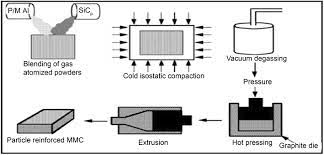 P/M Al
SiCp
Blending of gas
atomized powders
Cold isostatic compaction
Vacuum degassing
Pressure
Particle reinforced MMC
Extrusion
Hot pressing
Graphite die